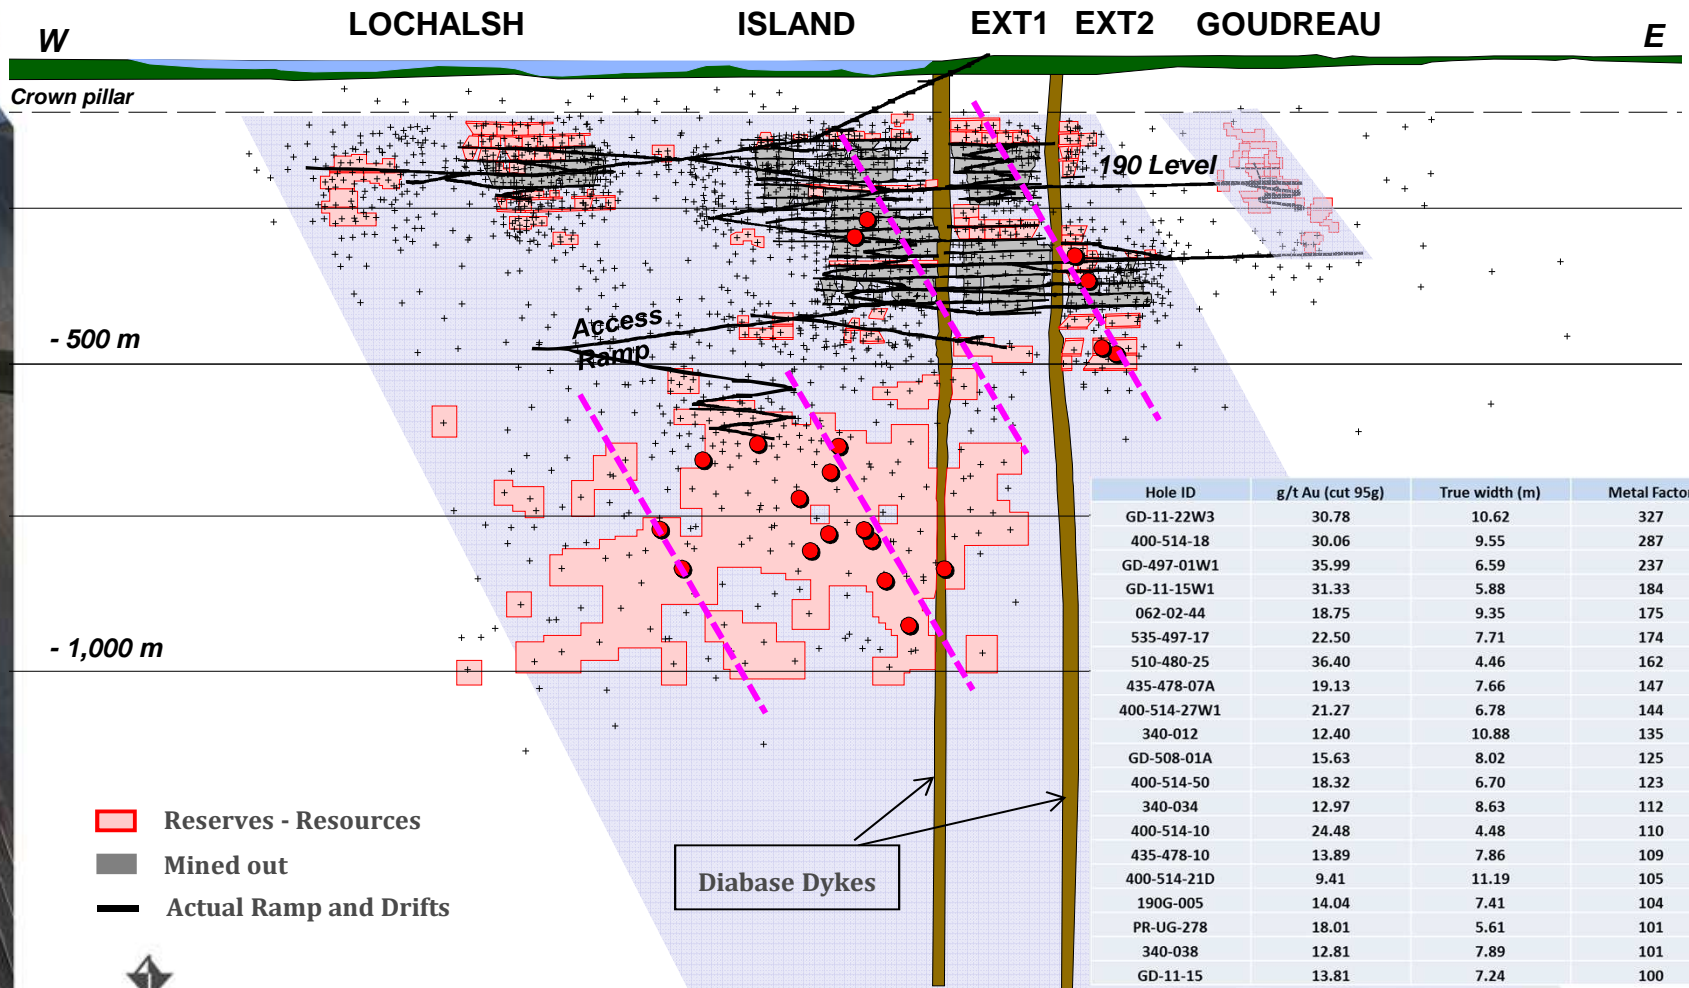 LOCHALSH ISLAND EXT1 EXT2 GOUDREAU
W E
Crown pillar
190 Level
Access
Ramp
- 500 m
- 1,000 m
Reserves - Resources
Mined out
Actual Ramp and Drifts
Diabase Dykes
Hole ID g/t Au (cut 95g) True width (m) Metal Factor
GD-11-22W3 30.78 10.62 327
400-514-18 30.06 9.55 287
GD-497-01W1 35.99 6.59 237
GD-11-15W1 31.33 5.88 184
062-02-44 18.75 9.35 175
535-497-17 22.50 7.71 174
510-480-25 36.40 4.46 162
435-478-07A 19.13 7.66 147
400-514-27W1 21.27 6.78 144
340-012 12.40 10.88 135
GD-508-01A 15.63 8.02 125
400-514-50 18.32 6.70 123
340-034 12.97 8.63 112
400-514-10 24.48 4.48 110
435-478-10 13.89 7.86 109
400-514-21D 9.41 11.19 105
190G-005 14.04 7.41 104
PR-UG-278 18.01 5.61 101
340-038 12.81 7.89 101
GD-11-15 13.81 7.24 100